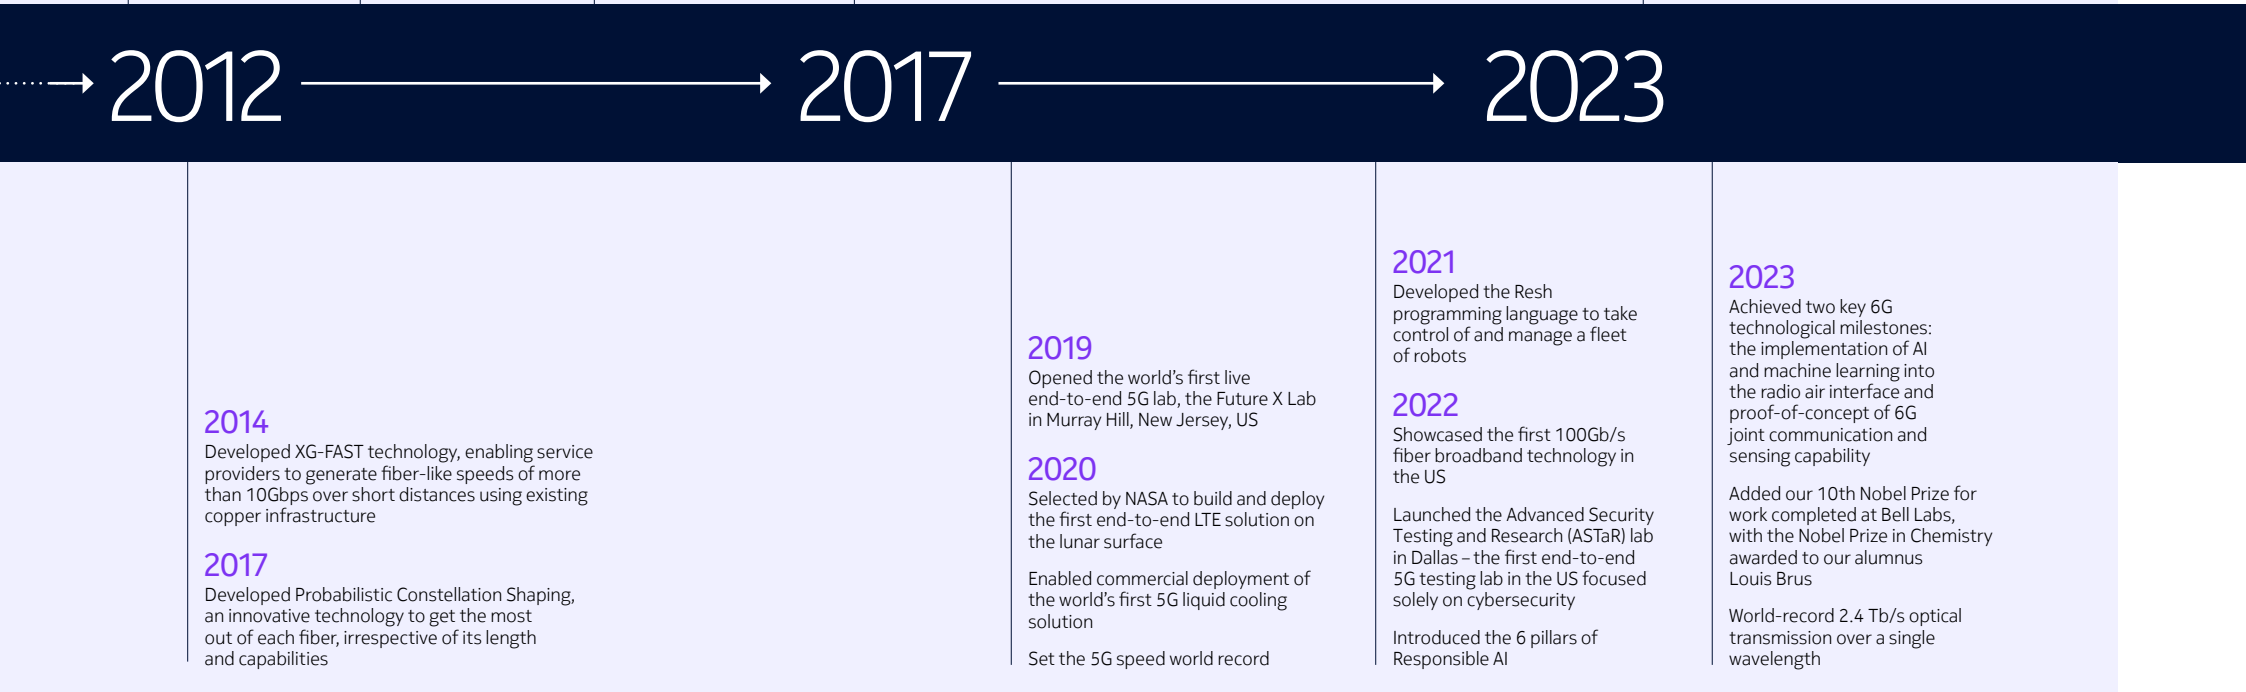 2012
2017
2023
2014
Developed XG-FAST technology, enabling service
providers to generate fiber-like speeds of more
than 10Gbps over short distances using existing
copper infrastructure
2017
Developed Probabilistic Constellation Shaping,
an innovative technology to get the most
out of each fiber, irrespective of its length
and capabilities
2019
Opened the world’s first live
end-to-end 5G lab, the Future X Lab
in Murray Hill, New Jersey, US
2020
Selected by NASA to build and deploy
the first end-to-end LTE solution on
the lunar surface
Enabled commercial deployment of
the world’s first 5G liquid cooling
solution
Set the 5G speed world record
2021
Developed the Resh
programming language to take
control of and manage a fleet
of robots
2022
Showcased the first 100Gb/s
fiber broadband technology in
the US
Launched the Advanced Security
Testing and Research (ASTaR) lab
in Dallas – the first end-to-end
5G testing lab in the US focused
solely on cybersecurity
Introduced the 6 pillars of
Responsible AI
2023
Achieved two key 6G
technological milestones:
the implementation of AI
and machine learning into
the radio air interface and
proof-of-concept of 6G
joint communication and
sensing capability
Added our 10th Nobel Prize for
work completed at Bell Labs,
with the Nobel Prize in Chemistry
awarded to our alumnus
Louis Brus
World-record 2.4 Tb/s optical
transmission over a single
wavelength